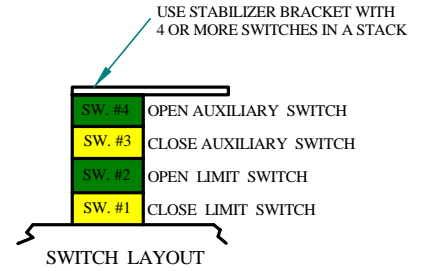 USE STABILIZER BRACKET WITH
4 OR MORE SWITCHES IN A STACK
SW. #4 OPEN AUXILIARY SWITCH
SW. #3 CLOSE AUXILIARY SWITCH
SW. #2 OPEN LIMIT SWITCH
SW. #1 CLOSE LIMIT SWITCH
SWITCH LAYOUT